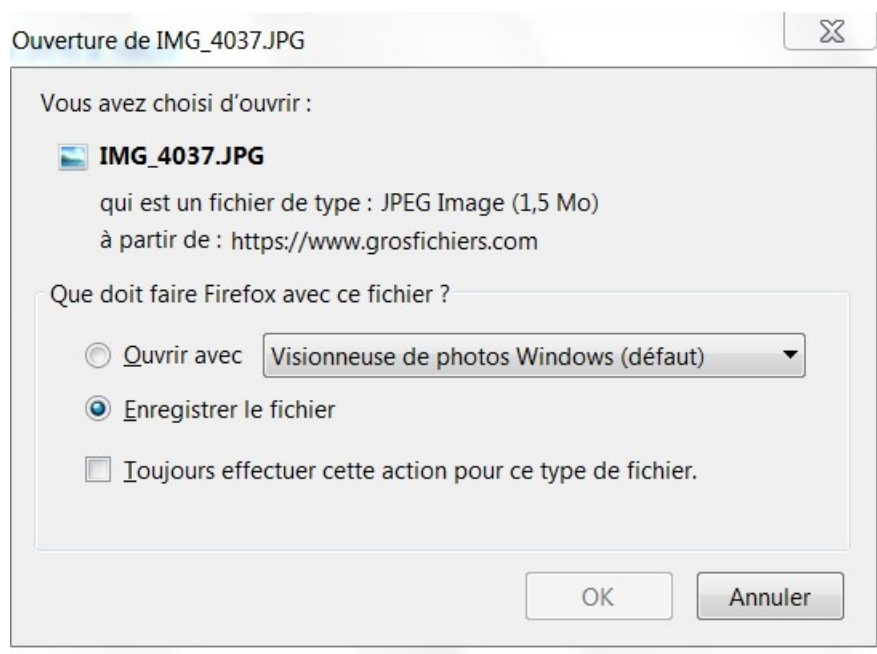 Ouverture de IMG_4037.JPG
Vous avez choisi d'ouvrir :
IMG_4037.JPG
qui est un fichier de type : JPEG Image (1,5 Mo)
à partir de : https://www.grosfichiers.com
Que doit faire Firefox avec ce fichier ?
Ouvrir avec Visionneuse de photos Windows (défaut)
Enregistrer le fichier
Toujours effectuer cette action pour ce type de fichier.
OK Annuler